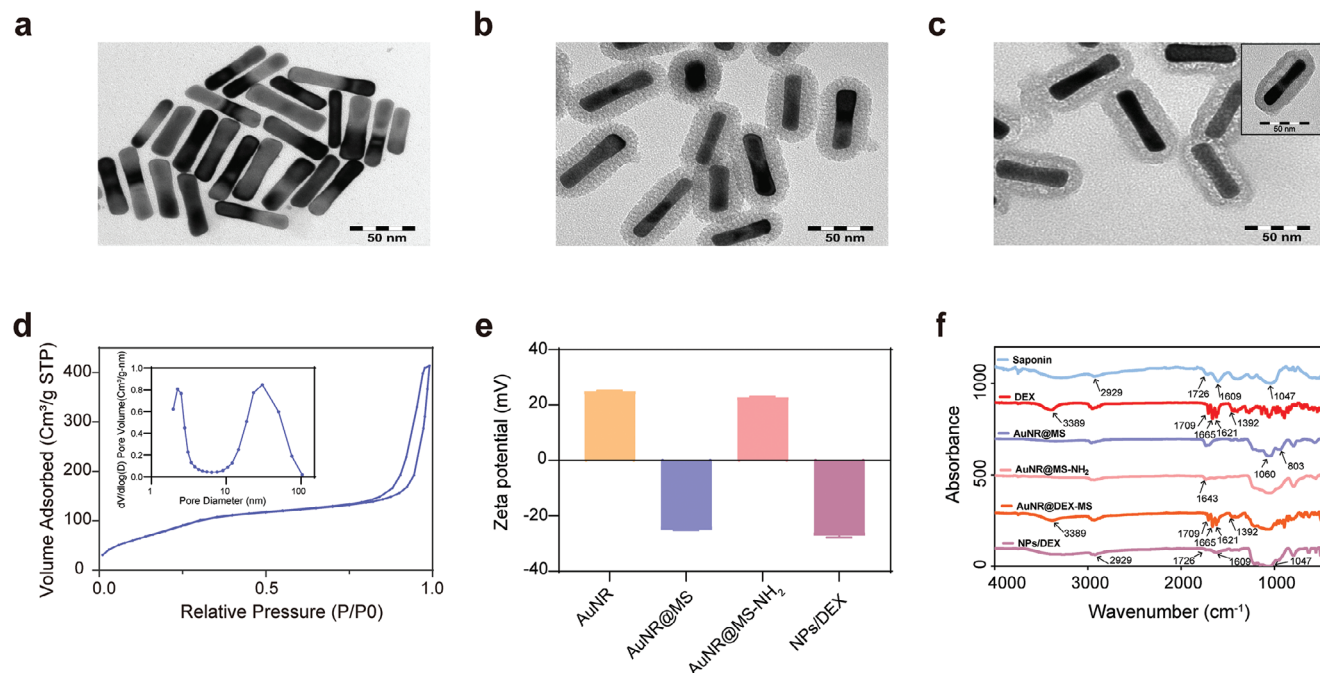 a
b
c
50 nm
50 nm
50 nm
50 nm
d
e
f
Volume Adsorbed (Cm³/g STP)
400
300
200
100
0
0.0
0.5
1.0
Relative Pressure (P/P0)
dV/dlog(D) Pore Volume(Cm³/g-nm)
1.0
0.8
0.6
0.4
0.2
0.0
1
10
100
Pore Diameter (nm)
Zeta potential (mV)
40
20
0
-20
-40
AuNR
AuNR@MS
AuNR@MS-NH₂
NPs/DEX
Absorbance
1000
500
0
Saponin
2929
1726
1609
1047
DEX
3389
1709
1665
1621
1392
AuNR@MS
1060
803
AuNR@MS-NH₂
1643
AuNR@DEX-MS
3389
1709
1665
1621
1392
NPs/DEX
2929
1726
1609
1047
4000
3000
2000
1000
Wavenumber (cm⁻¹)